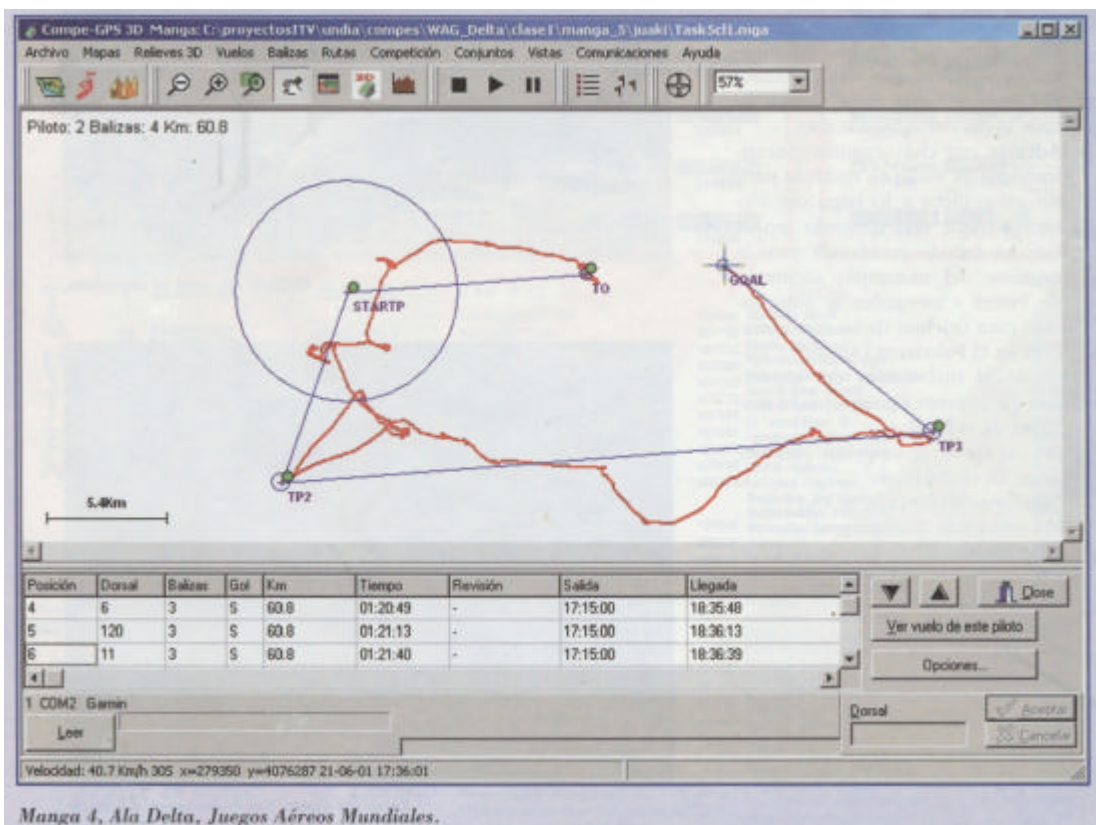 Compe-GPS 3D Manga: C:\proyectosITV\undia\compes\WAG_Delta\clase1\manga_5\juaki\TaskScl1.mga
Archivo Mapas Relieves 3D Vuelos Balizas Rutas Competición Conjuntos Vistas Comunicaciones Ayuda
3D 57%
Piloto: 2 Balizas: 4 Km: 60.8
TO
GOAL
STARTP
TP3
TP2
5.4Km
Posición Dorsal Balizas Gol Km Tiempo Revisión Salida Llegada
4 6 3 S 60.8 01:20:49 - 17:15:00 18:35:48
5 120 3 S 60.8 01:21:13 - 17:15:00 18:36:13
6 11 3 S 60.8 01:21:40 - 17:15:00 18:36:39
Close
Ver vuelo de este piloto
Opciones...
1 COM2 Garmin
Leer
Dorsal
Aceptar
Cancelar
Velocidad: 40.7 Km/h 305 x=279350 y=4076287 21-06-01 17:36:01
Manga 4, Ala Delta, Juegos Aéreos Mundiales.